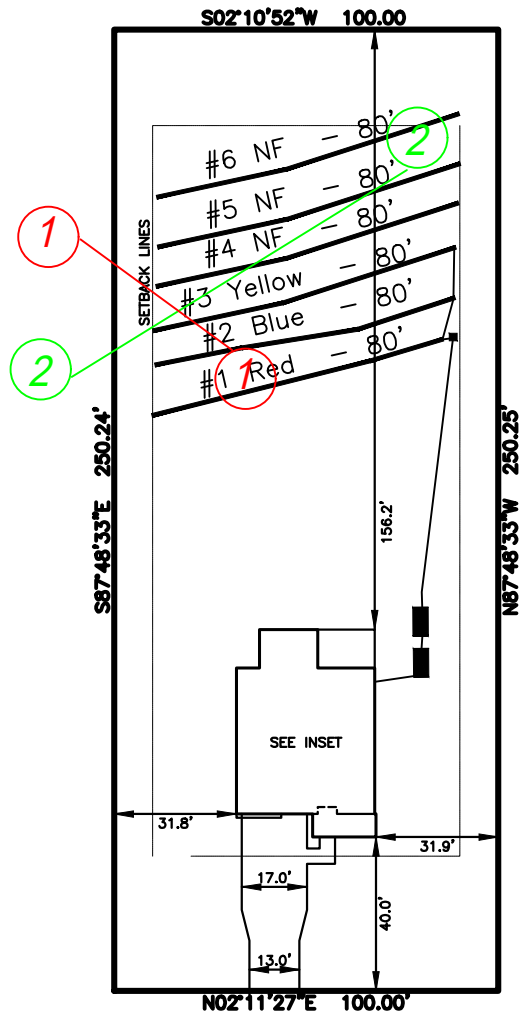 S02°10'52"W 100.00
#6 NF - 80'
2
#5 NF - 80'
#4 NF - 80'
1
SETBACK LINES
#3 Yellow - 80'
#2 Blue - 80'
#1 Red - 80'
1
2
S87°48'33"E 250.24'
N87°48'33"W 250.25'
156.2'
SEE INSET
31.8'
31.9'
17.0'
40.0'
13.0'
N02°11'27"E 100.00'